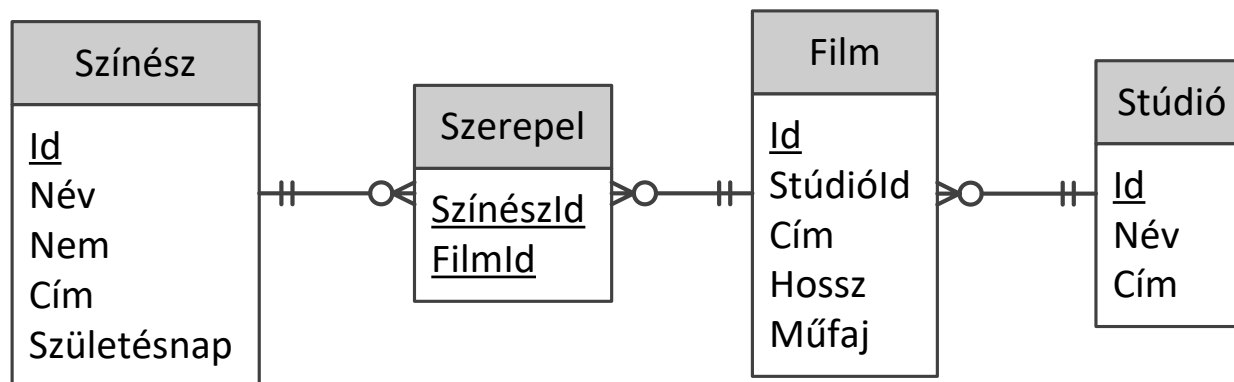 Színész
Id
Név
Nem
Cím
Születésnap
Szerepel
SzínészId
FilmId
Film
Id
StúdióId
Cím
Hossz
Műfaj
Stúdió
Id
Név
Cím